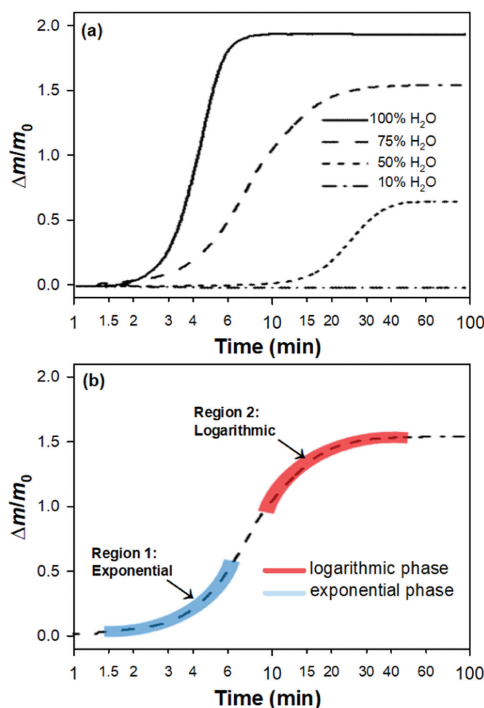 (a)
2.0
1.5
1.0
0.5
0.0
Δm/m₀
100% H₂O
75% H₂O
50% H₂O
10% H₂O
1 1.5 2 3 4 6 10 15 20 30 40 60 100
Time (min)
(b)
2.0
1.5
1.0
0.5
0.0
Δm/m₀
Region 2:
Logarithmic
Region 1:
Exponential
logarithmic phase
exponential phase
1 1.5 2 3 4 6 10 15 20 30 40 60 100
Time (min)